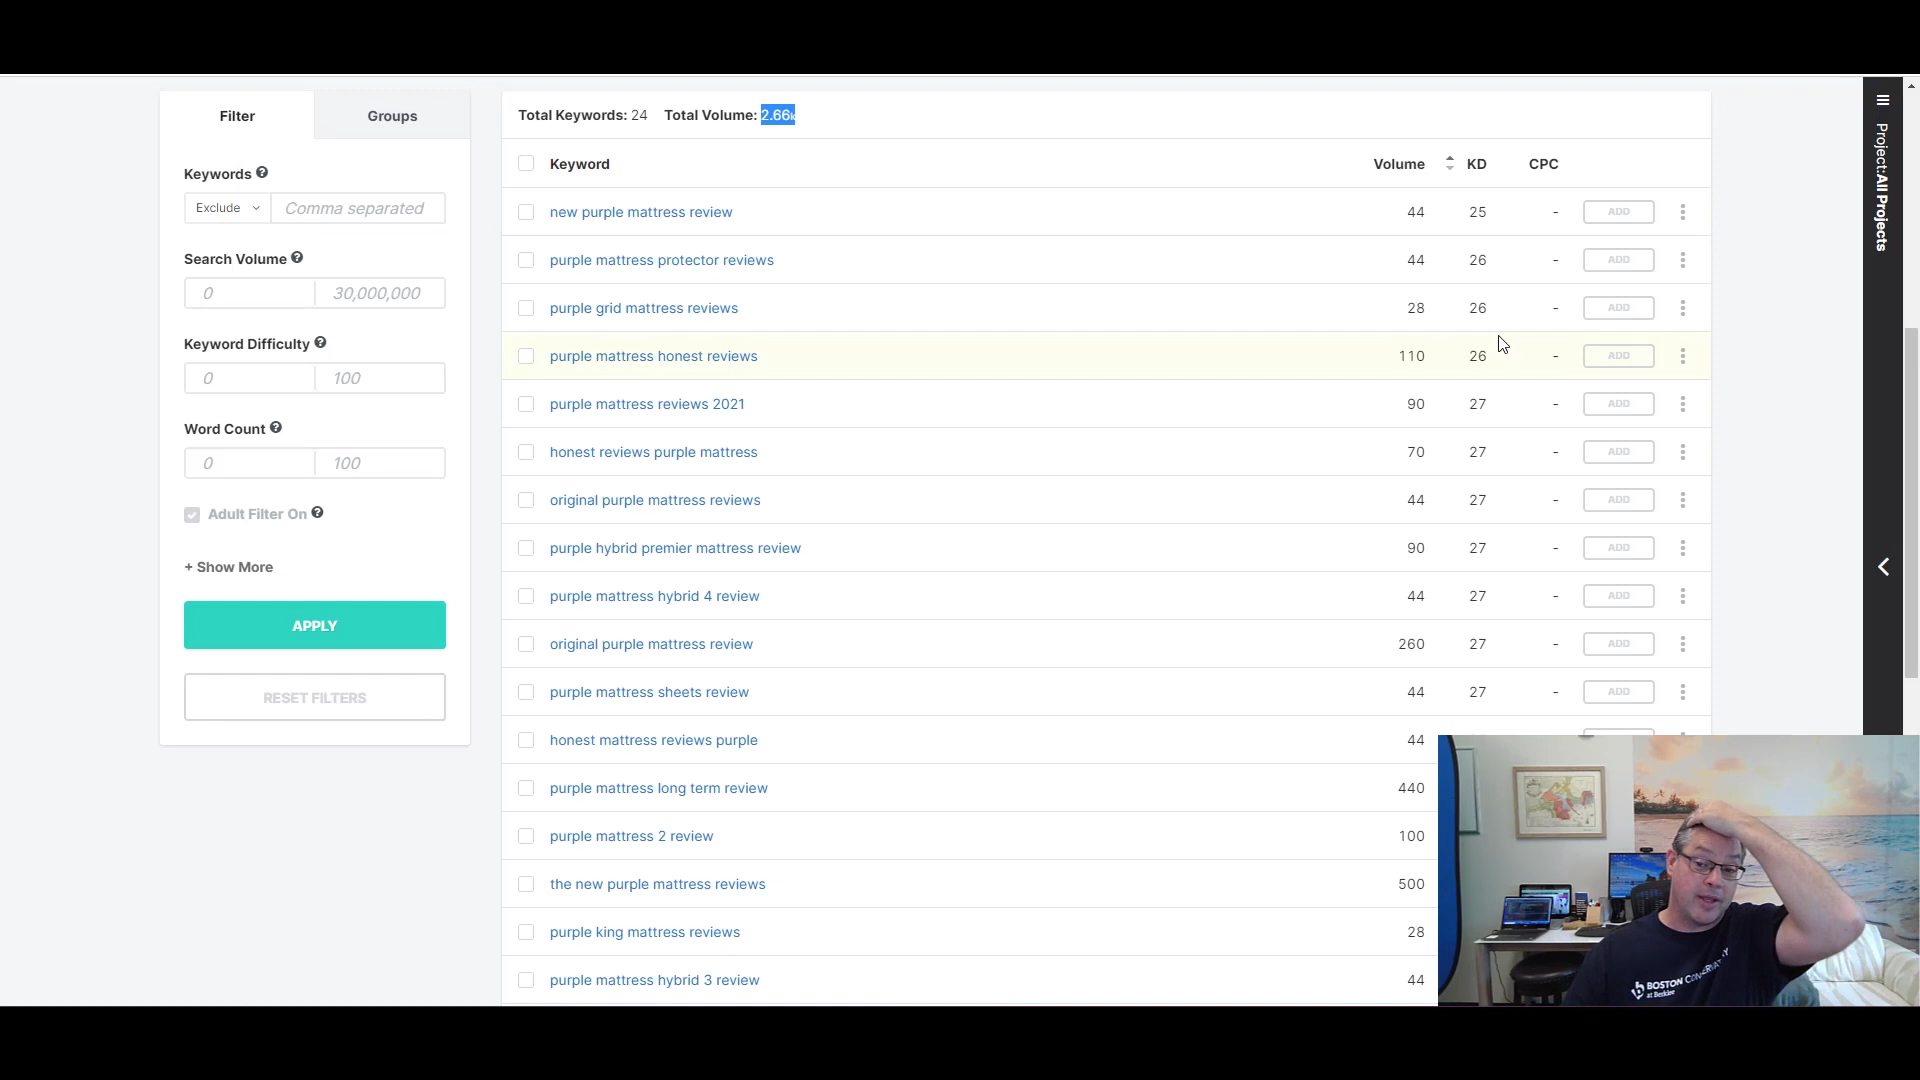 Filter Groups
Keywords
Exclude Comma separated
Search Volume
0 30,000,000
Keyword Difficulty
0 100
Word Count
0 100
Adult Filter On
+ Show More
APPLY
RESET FILTERS
Total Keywords: 24 Total Volume: 2.66k
Keyword Volume KD CPC
new purple mattress review 44 25 - ADD
purple mattress protector reviews 44 26 - ADD
purple grid mattress reviews 28 26 - ADD
purple mattress honest reviews 110 26 - ADD
purple mattress reviews 2021 90 27 - ADD
honest reviews purple mattress 70 27 - ADD
original purple mattress reviews 44 27 - ADD
purple hybrid premier mattress review 90 27 - ADD
purple mattress hybrid 4 review 44 27 - ADD
original purple mattress review 260 27 - ADD
purple mattress sheets review 44 27 - ADD
honest mattress reviews purple 44
purple mattress long term review 440
purple mattress 2 review 100
the new purple mattress reviews 500
purple king mattress reviews 28
purple mattress hybrid 3 review 44
Project: All Projects
BOSTON
at Berklee